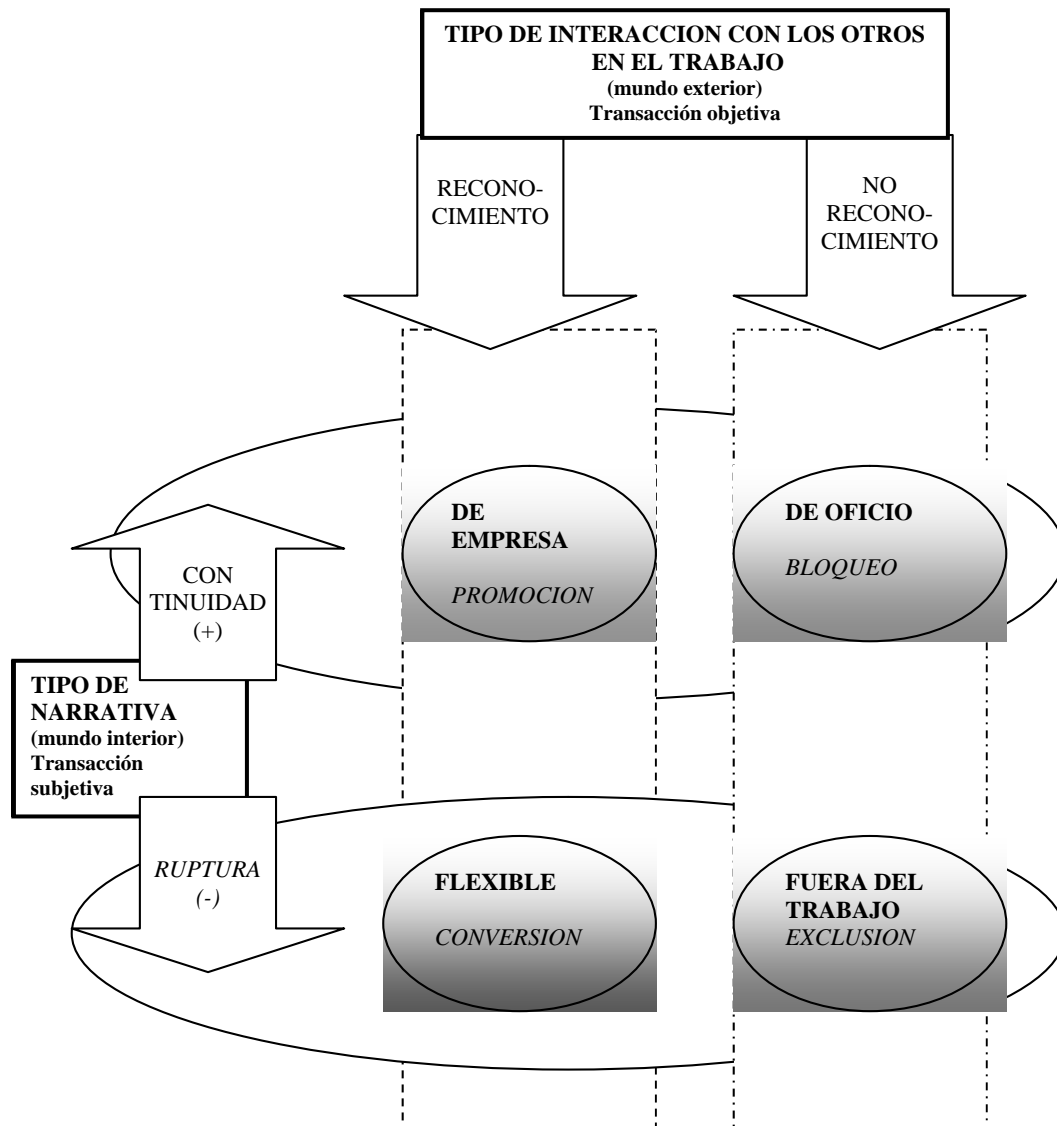 TIPO DE INTERACCION CON LOS OTROS
EN EL TRABAJO
(mundo exterior)
Transacción objetiva
RECONO-
CIMIENTO
NO
RECONO-
CIMIENTO
DE
EMPRESA
PROMOCION
DE OFICIO
BLOQUEO
CON
TINUIDAD
(+)
TIPO DE
NARRATIVA
(mundo interior)
Transacción
subjetiva
RUPTURA
(-)
FLEXIBLE
CONVERSION
FUERA DEL
TRABAJO
EXCLUSION